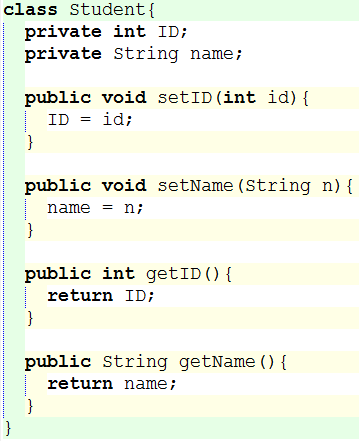 class Student{
private int ID;
private String name;
public void setID(int id){
ID = id;
}
public void setName(String n){
name = n;
}
public int getID(){
return ID;
}
public String getName(){
return name;
}
}